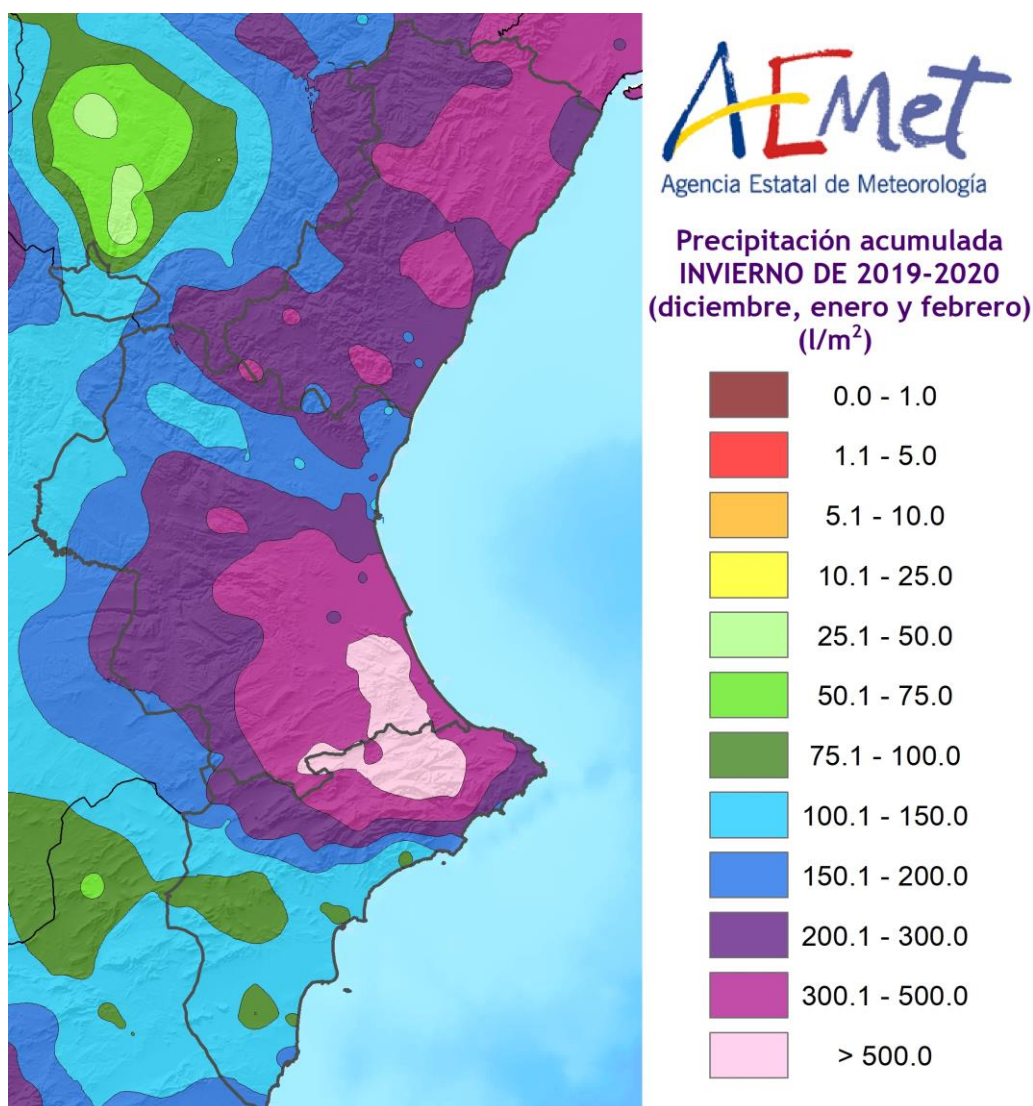 AEMet
Agencia Estatal de Meteorología
Precipitación acumulada
INVIERNO DE 2019-2020
(diciembre, enero y febrero)
(l/m²)
0.0 - 1.0
1.1 - 5.0
5.1 - 10.0
10.1 - 25.0
25.1 - 50.0
50.1 - 75.0
75.1 - 100.0
100.1 - 150.0
150.1 - 200.0
200.1 - 300.0
300.1 - 500.0
> 500.0